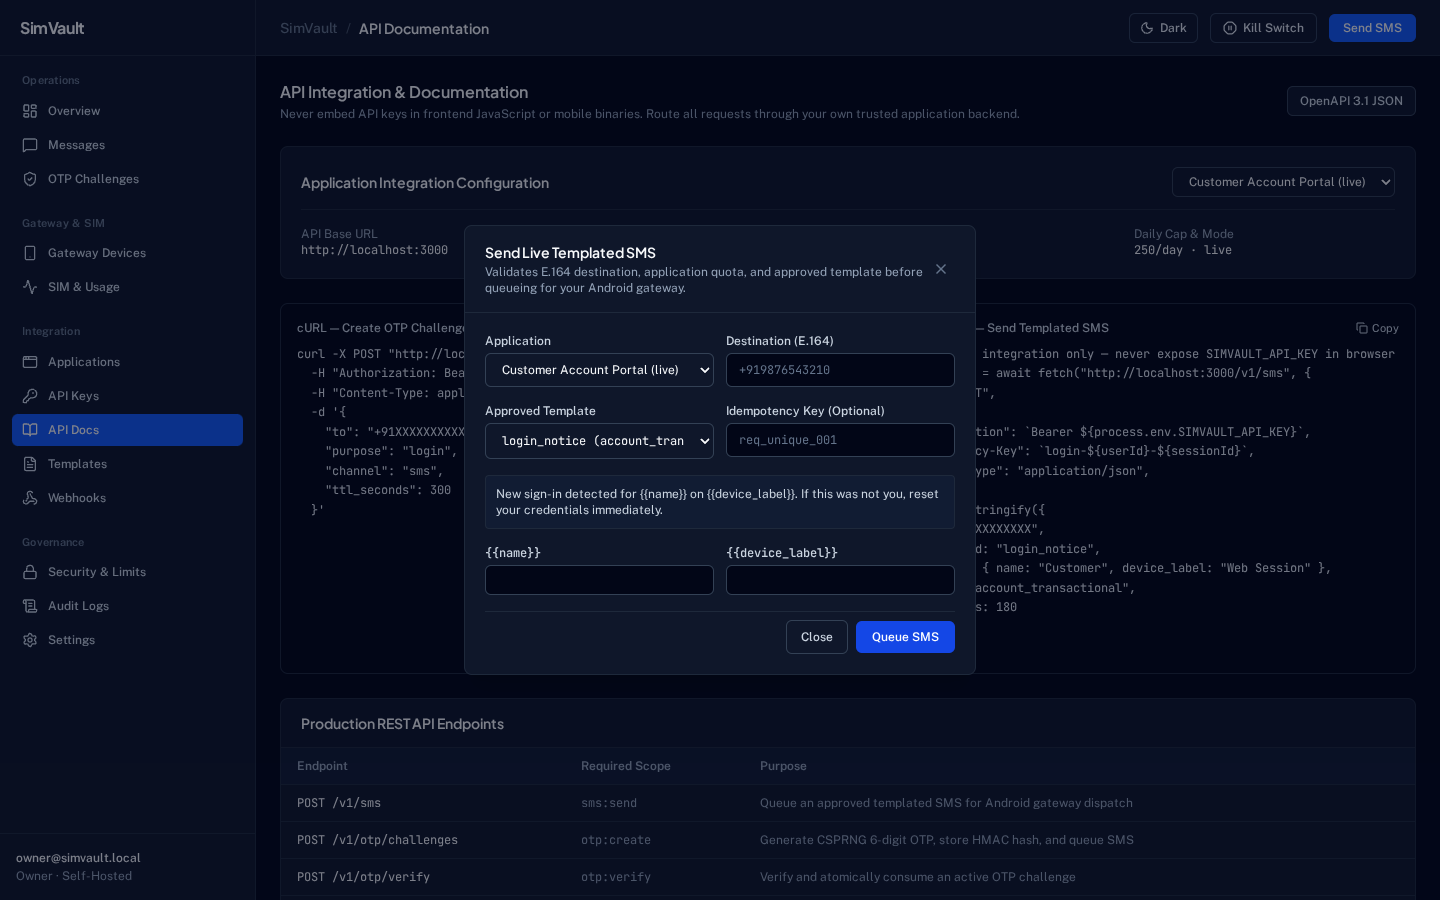 SimVault
SimVault / API Documentation
Dark
Kill Switch
Send SMS
Operations
Overview
Messages
OTP Challenges
Gateway & SIM
Gateway Devices
SIM & Usage
Integration
Applications
API Keys
API Docs
Templates
Webhooks
Governance
Security & Limits
Audit Logs
Settings
owner@simvault.local
Owner · Self-Hosted
API Integration & Documentation
Never embed API keys in frontend JavaScript or mobile binaries. Route all requests through your own trusted application backend.
OpenAPI 3.1 JSON
Application Integration Configuration
Customer Account Portal (live)
API Base URL
http://localhost:3000
Daily Cap & Mode
250/day · live
cURL — Create OTP Challenge
curl -X POST "http://loc
-H "Authorization: Bea
-H "Content-Type: appl
-d '{
"to": "+91XXXXXXXXXX
"purpose": "login",
"channel": "sms",
"ttl_seconds": 300
}'
— Send Templated SMS
Copy
integration only — never expose SIMVAULT_API_KEY in browser
= await fetch("http://localhost:3000/v1/sms", {
T",
tion": `Bearer ${process.env.SIMVAULT_API_KEY}`,
cy-Key": `login-${userId}-${sessionId}`,
ype": "application/json",
tringify({
XXXXXXXX",
d: "login_notice",
{ name: "Customer", device_label: "Web Session" },
account_transactional",
s: 180
Send Live Templated SMS
Validates E.164 destination, application quota, and approved template before
queueing for your Android gateway.
Application
Customer Account Portal (live)
Destination (E.164)
+919876543210
Approved Template
login_notice (account_tran
Idempotency Key (Optional)
req_unique_001
New sign-in detected for {{name}} on {{device_label}}. If this was not you, reset
your credentials immediately.
{{name}}
{{device_label}}
Close
Queue SMS
Production REST API Endpoints
Endpoint Required Scope Purpose
POST /v1/sms sms:send Queue an approved templated SMS for Android gateway dispatch
POST /v1/otp/challenges otp:create Generate CSPRNG 6-digit OTP, store HMAC hash, and queue SMS
POST /v1/otp/verify otp:verify Verify and atomically consume an active OTP challenge